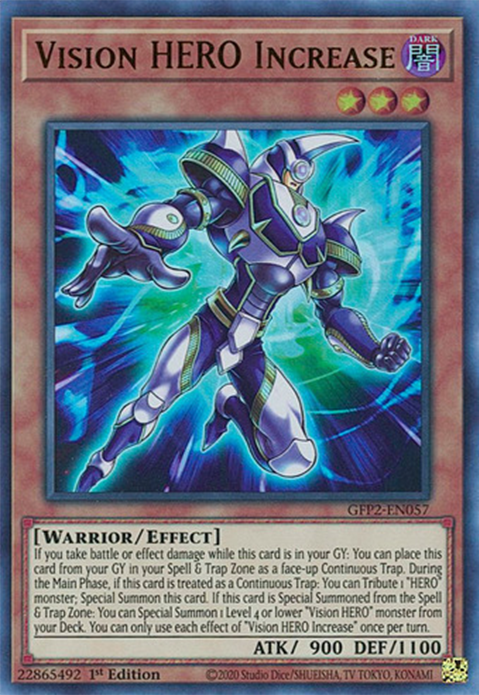 VISION HERO INCREASE
DARK
闇
GFP2-EN057
[WARRIOR/EFFECT]
If you take battle or effect damage while this card is in your GY: You can place this
card from your GY in your Spell & Trap Zone as a face-up Continuous Trap. During
the Main Phase, if this card is treated as a Continuous Trap: You can Tribute 1 "HERO"
monster; Special Summon this card. If this card is Special Summoned from the Spell
& Trap Zone: You can Special Summon 1 Level 4 or lower "Vision HERO" monster from
your Deck. You can only use each effect of "Vision HERO Increase" once per turn.
ATK/ 900 DEF/1100
22865492 1st Edition ©2020 Studio Dice/SHUEISHA, TV TOKYO, KONAMI